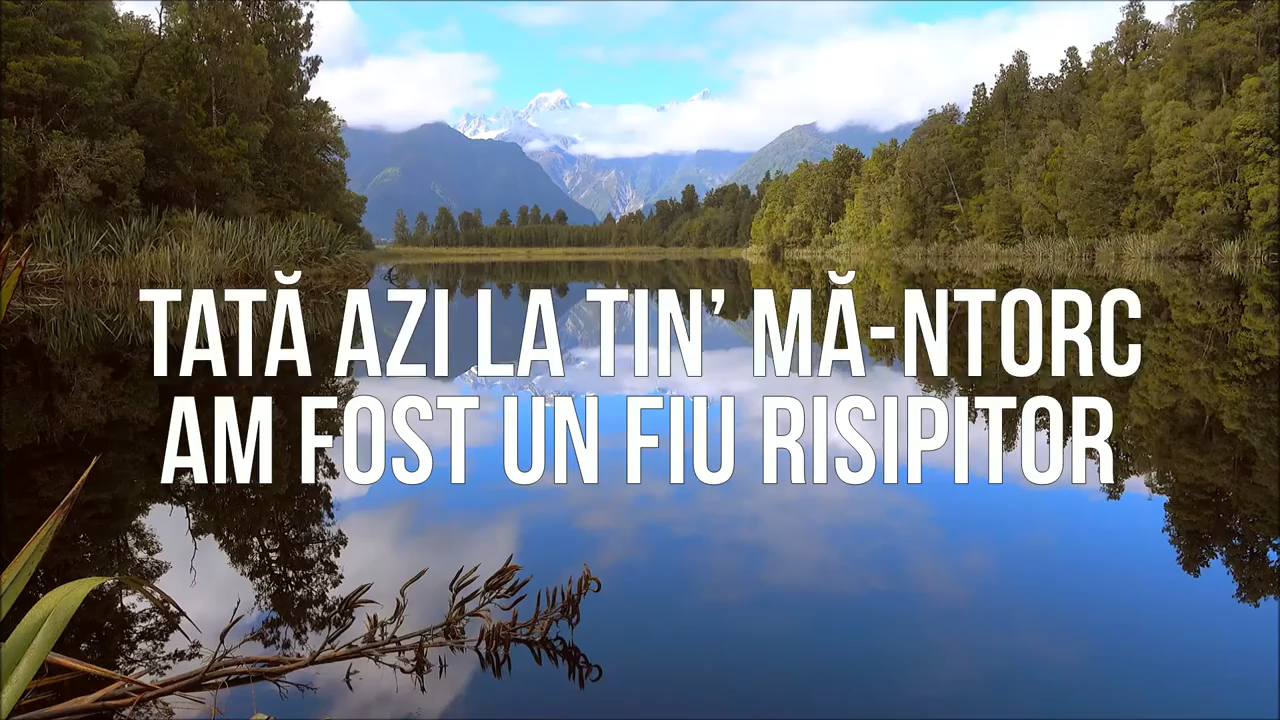 TATĂ AZI LA TIN’ MĂ-NTORC
AM FOST UN FIU RISIPITOR